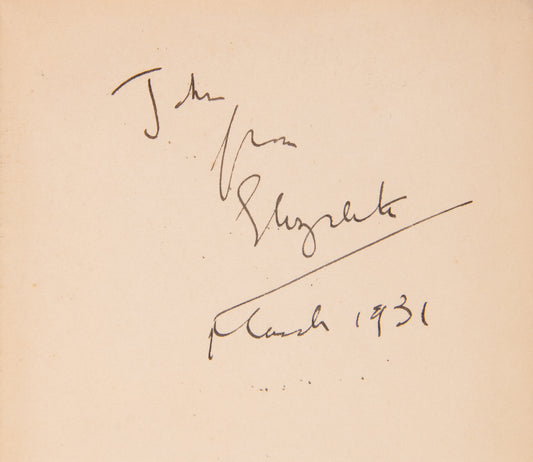 John
from
Elizabeth
March 1931